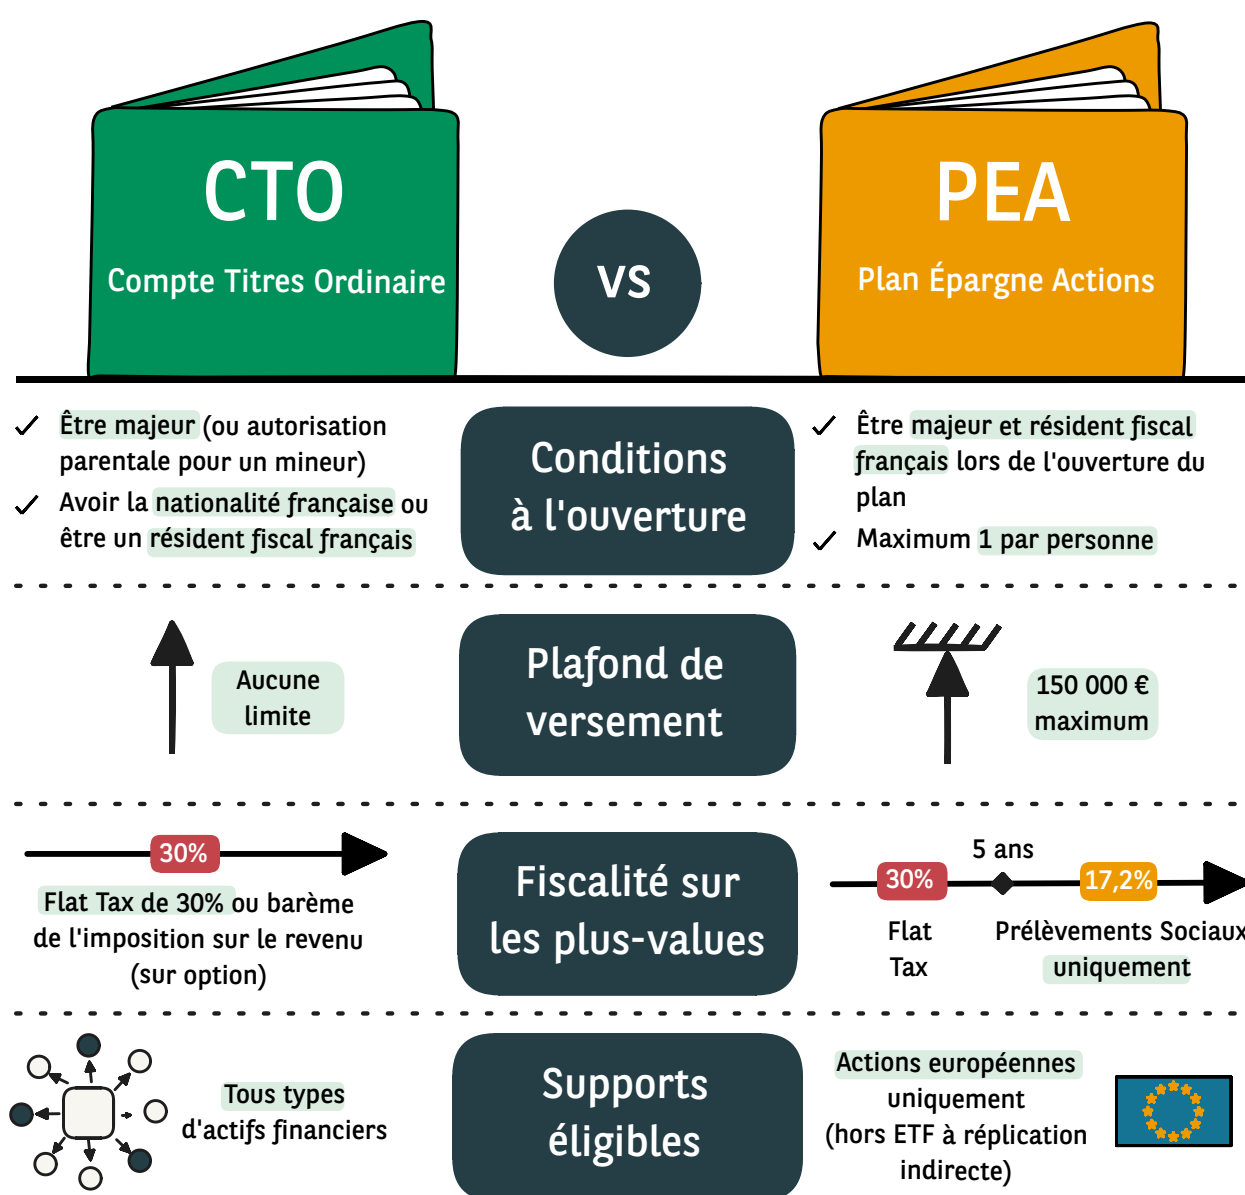 CTO
Compte Titres Ordinaire
VS
PEA
Plan Épargne Actions
Être majeur (ou autorisation
parentale pour un mineur)
Avoir la nationalité française ou
être un résident fiscal français
Conditions
à l'ouverture
Être majeur et résident fiscal
français lors de l'ouverture du
plan
Maximum 1 par personne
Aucune
limite
Plafond de
versement
150 000 €
maximum
30%
Flat Tax de 30% ou barème
de l'imposition sur le revenu
(sur option)
Fiscalité sur
les plus-values
5 ans
30%
17,2%
Flat
Tax
Prélèvements Sociaux
uniquement
Tous types
d'actifs financiers
Supports
éligibles
Actions européennes
uniquement
(hors ETF à réplication
indirecte)